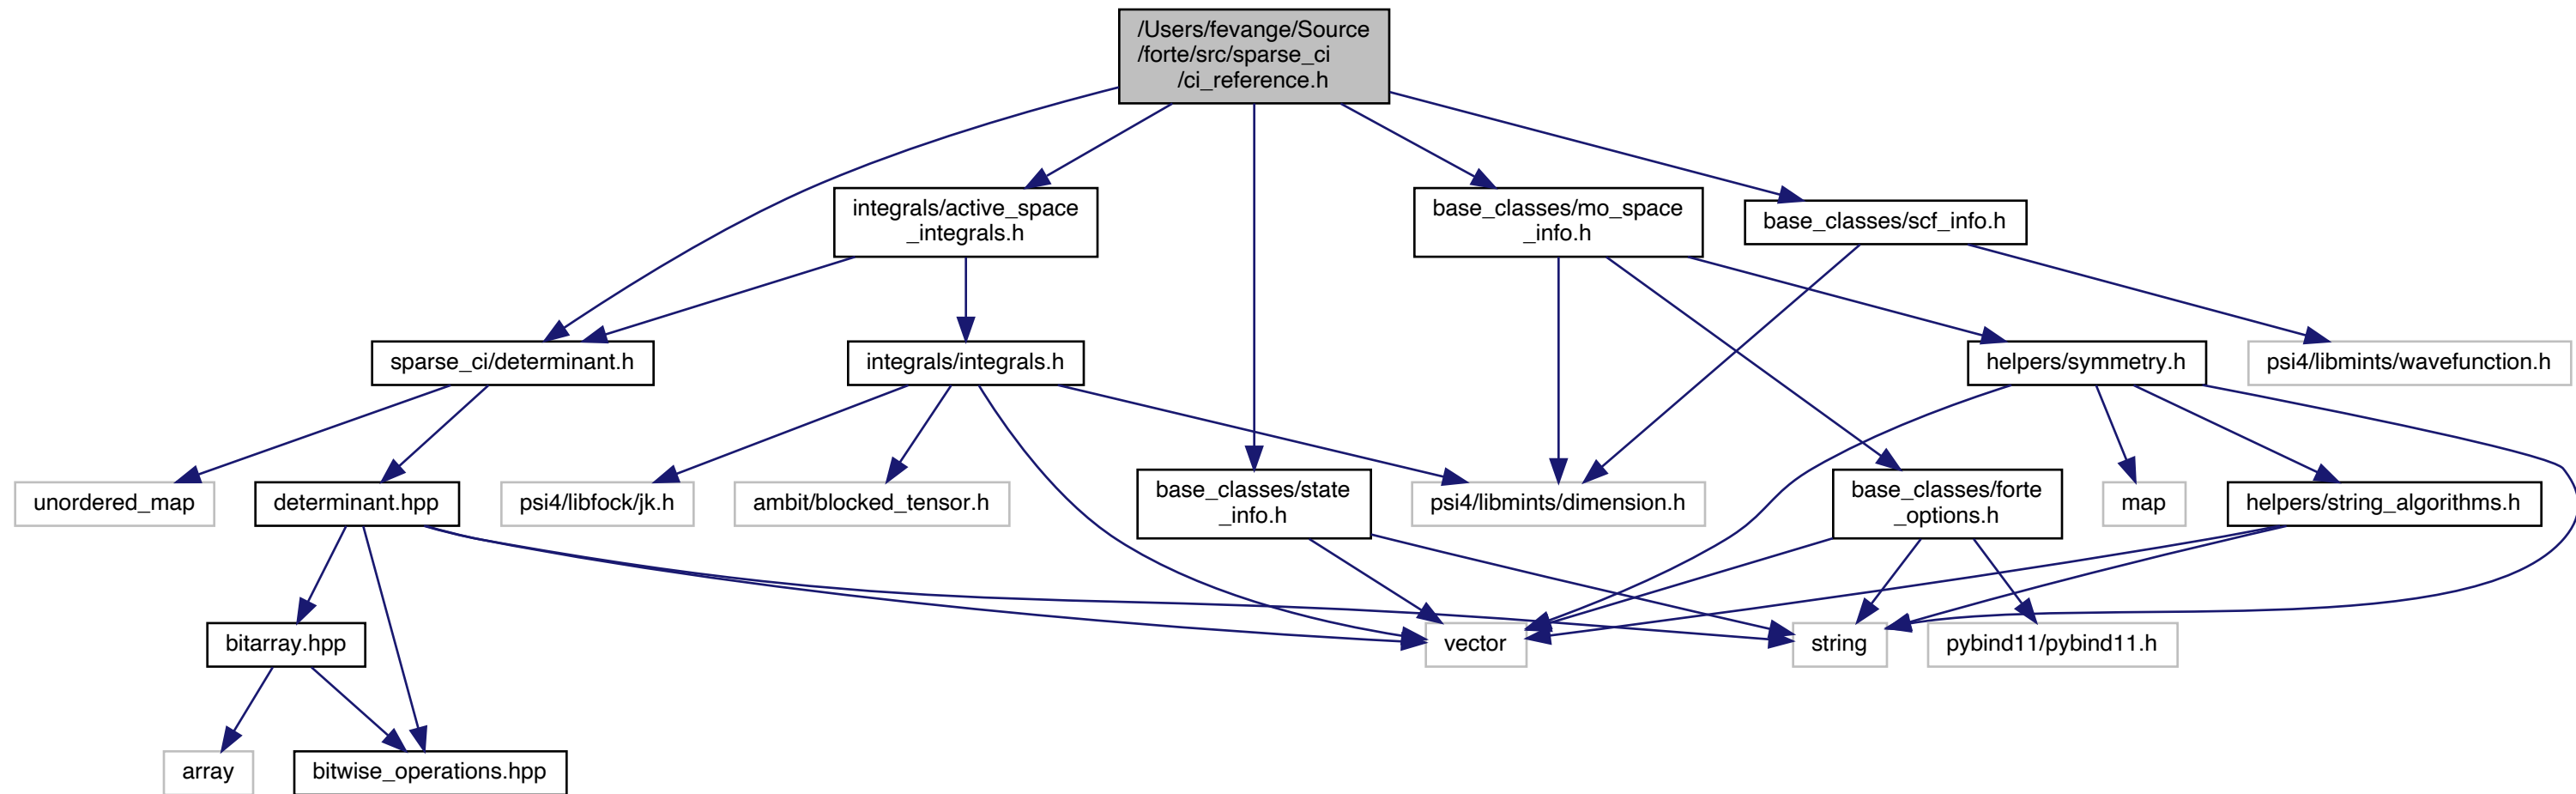 /Users/fevange/Source
/forte/src/sparse_ci
/ci_reference.h
integrals/active_space
_integrals.h
base_classes/mo_space
_info.h
base_classes/scf_info.h
sparse_ci/determinant.h
integrals/integrals.h
helpers/symmetry.h
psi4/libmints/wavefunction.h
unordered_map
determinant.hpp
psi4/libfock/jk.h
ambit/blocked_tensor.h
base_classes/state
_info.h
psi4/libmints/dimension.h
base_classes/forte
_options.h
map
helpers/string_algorithms.h
bitarray.hpp
vector
string
pybind11/pybind11.h
array
bitwise_operations.hpp